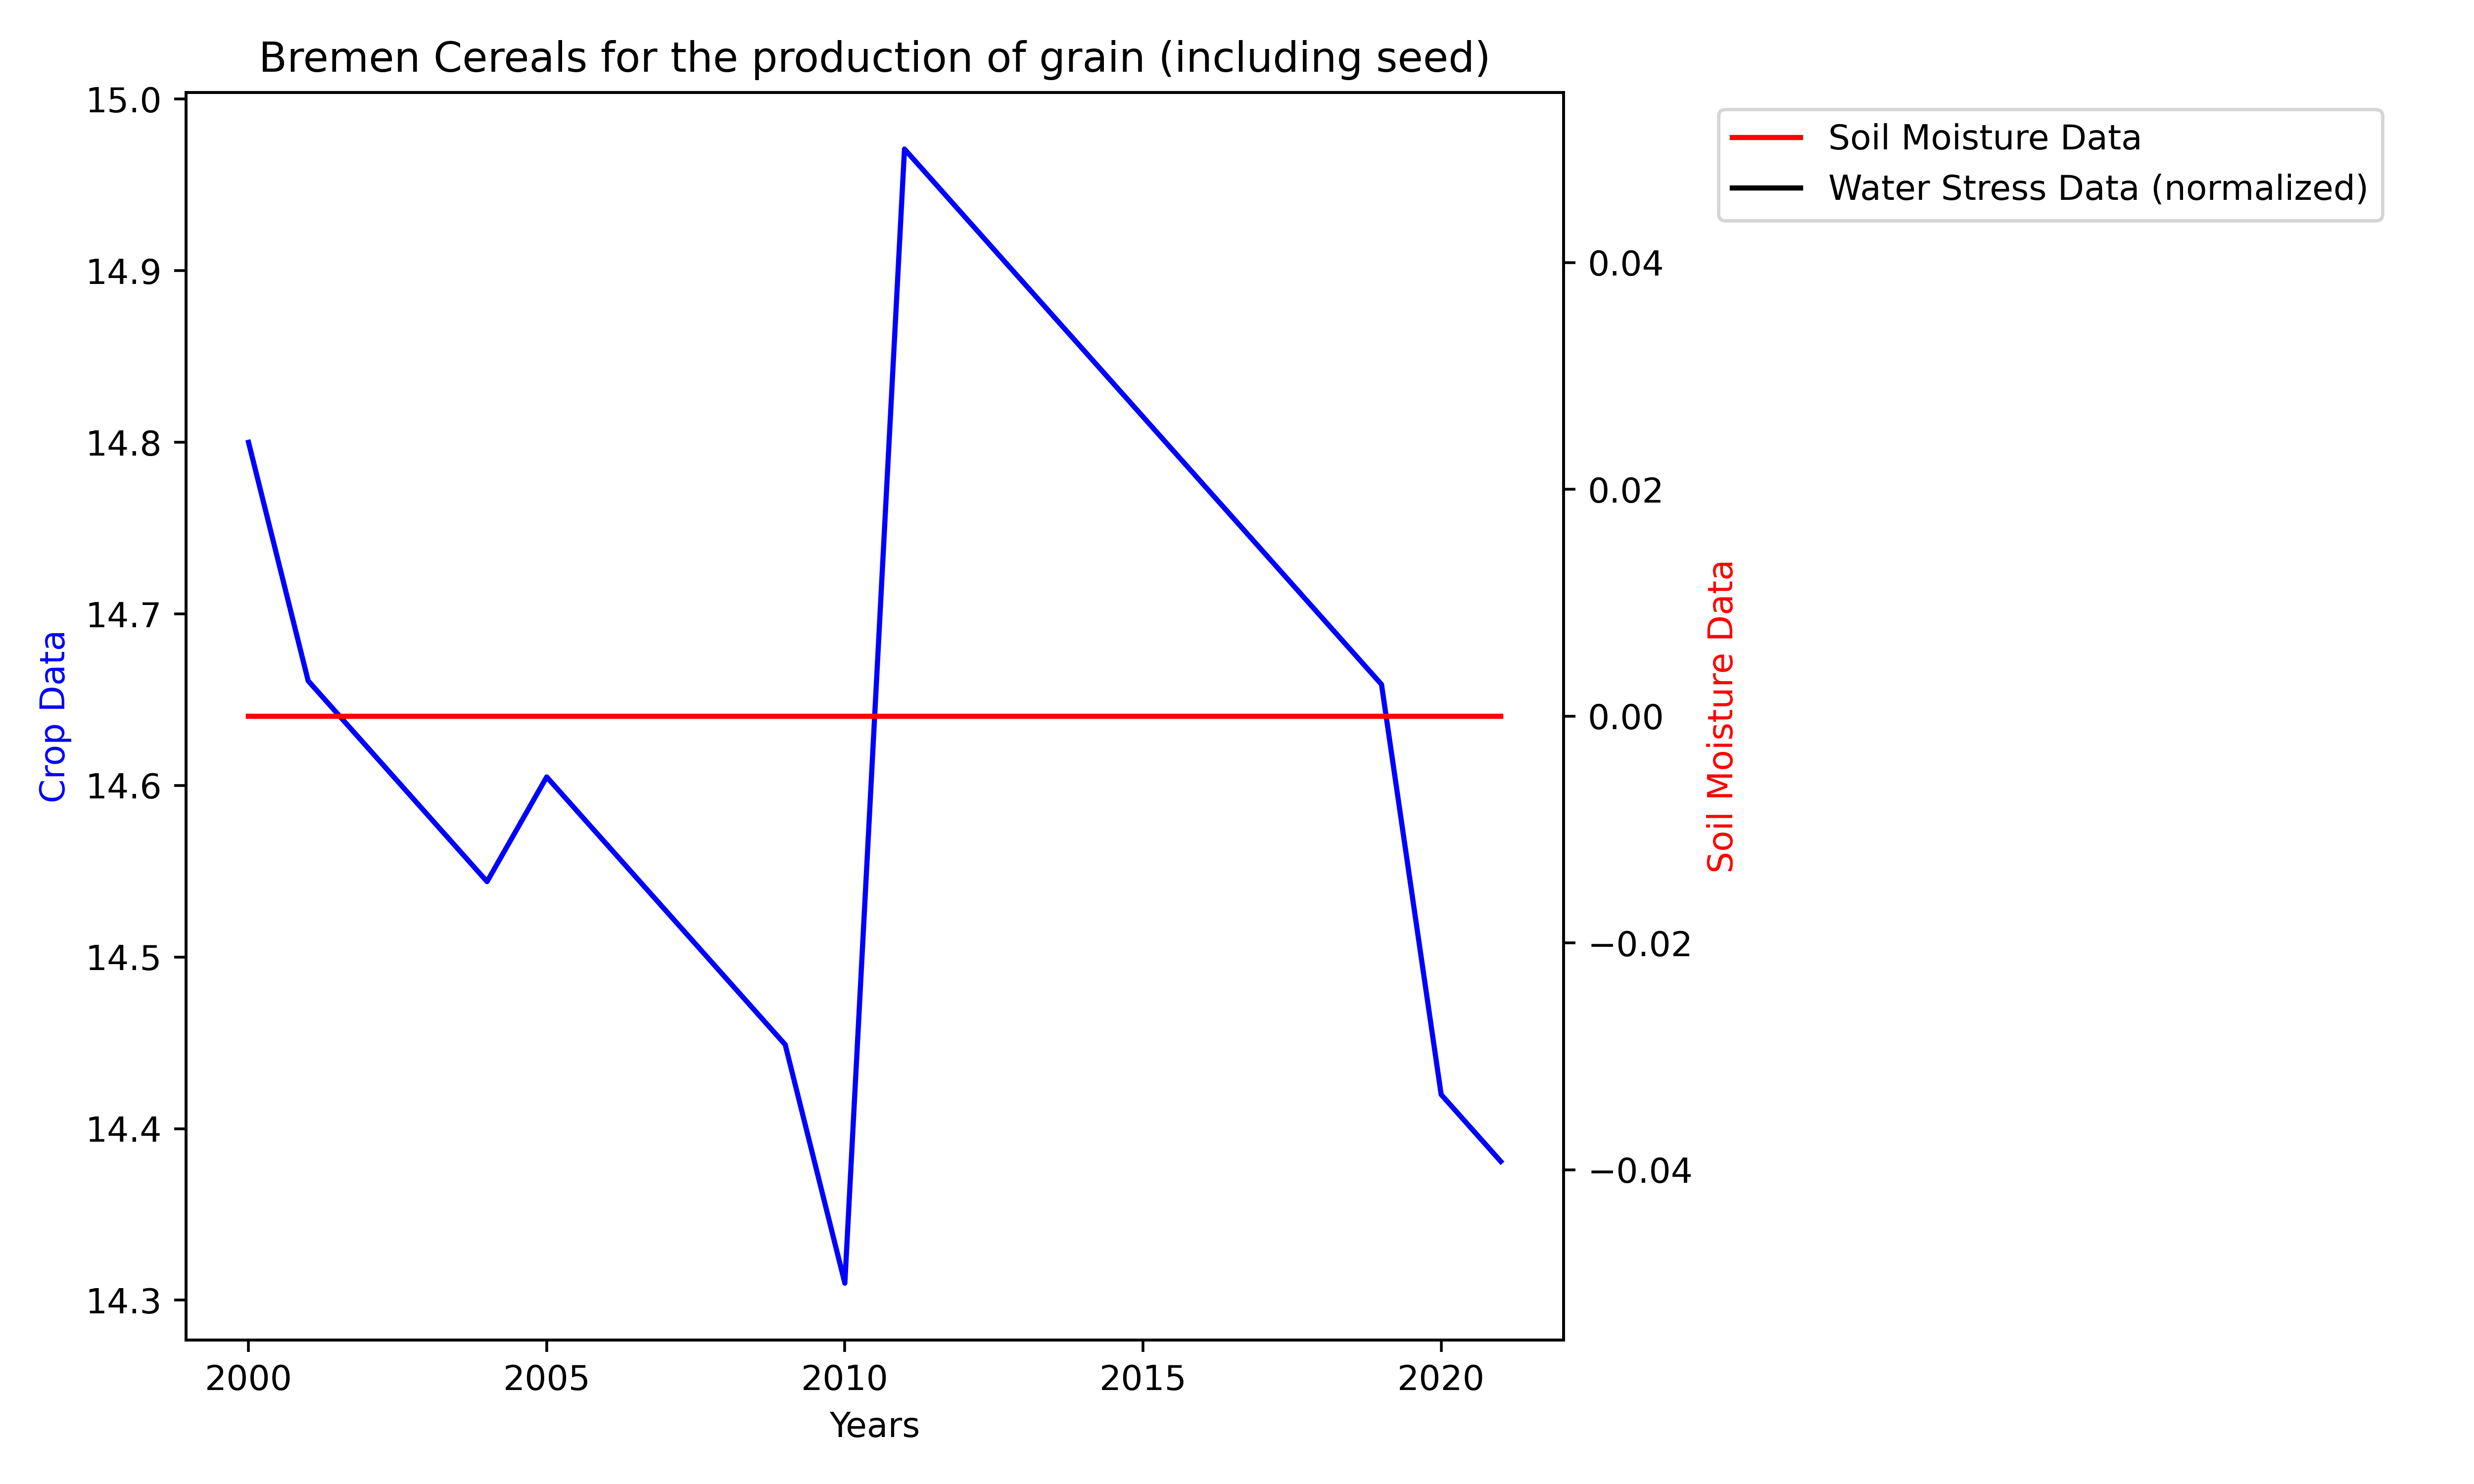 Bremen Cereals for the production of grain (including seed)
15.0
14.9
14.8
14.7
14.6
14.5
14.4
14.3
Crop Data
2000 2005 2010 2015 2020
Years
0.04
0.02
0.00
−0.02
−0.04
Soil Moisture Data
Soil Moisture Data
Water Stress Data (normalized)